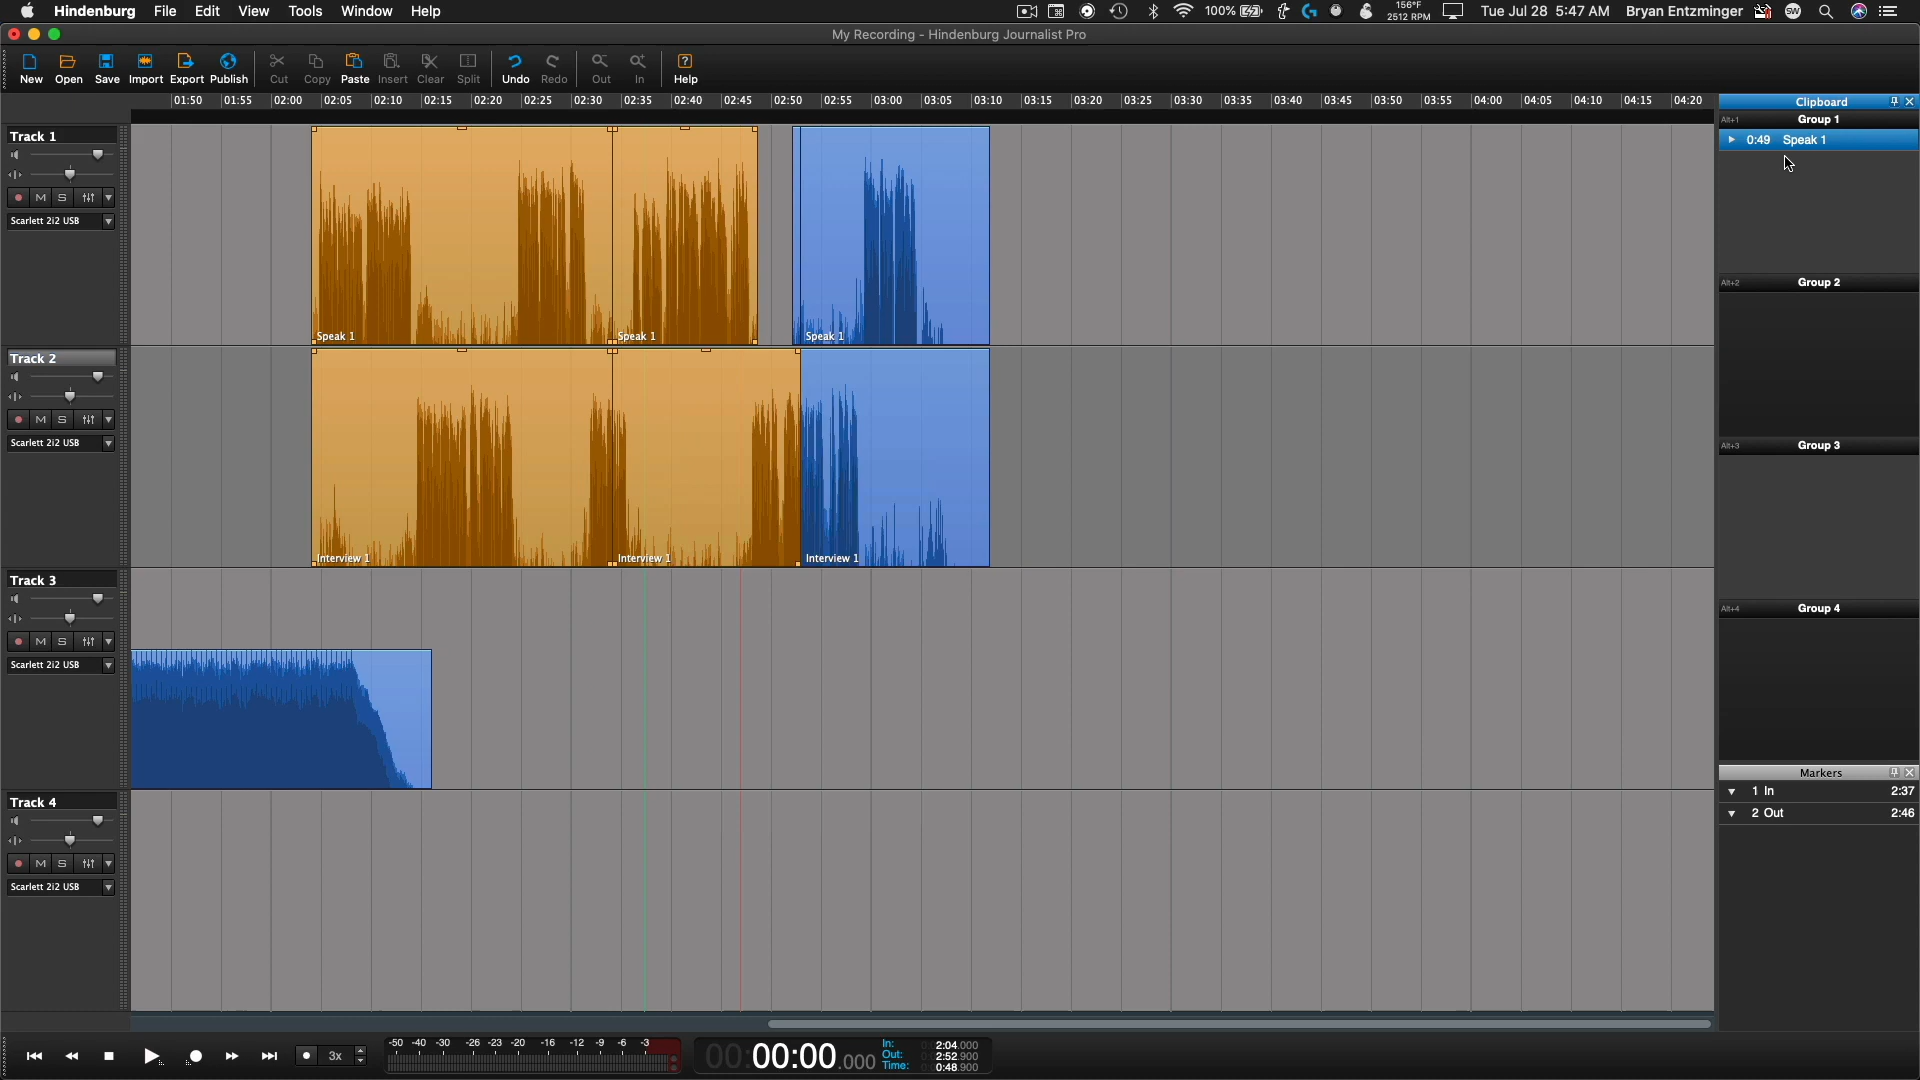 Hindenburg File Edit View Tools Window Help 100% 156°F 2512 RPM Tue Jul 28 5:47 AM Bryan Entzminger
My Recording - Hindenburg Journalist Pro
New Open Save Import Export Publish Cut Copy Paste Insert Clear Split Undo Redo Out In Help
01:50 01:55 02:00 02:05 02:10 02:15 02:20 02:25 02:30 02:35 02:40 02:45 02:50 02:55 03:00 03:05 03:10 03:15 03:20 03:25 03:30 03:35 03:40 03:45 03:50 03:55 04:00 04:05 04:10 04:15 04:20
Clipboard
Alt+1 Group 1
0:49 Speak 1
Alt+2 Group 2
Alt+3 Group 3
Alt+4 Group 4
Markers
1 In 2:37
2 Out 2:46
Track 1
M S
Scarlett 2i2 USB
Speak 1 Speak 1 Speak 1
Track 2
M S
Scarlett 2i2 USB
Interview 1 Interview 1 Interview 1
Track 3
M S
Scarlett 2i2 USB
Track 4
M S
Scarlett 2i2 USB
3x
-50 -40 -30 -26 -23 -20 -16 -12 -9 -6 -3
00:00:00.000
In: 0:02:04.000
Out: 0:02:52.900
Time: 0:00:48.900